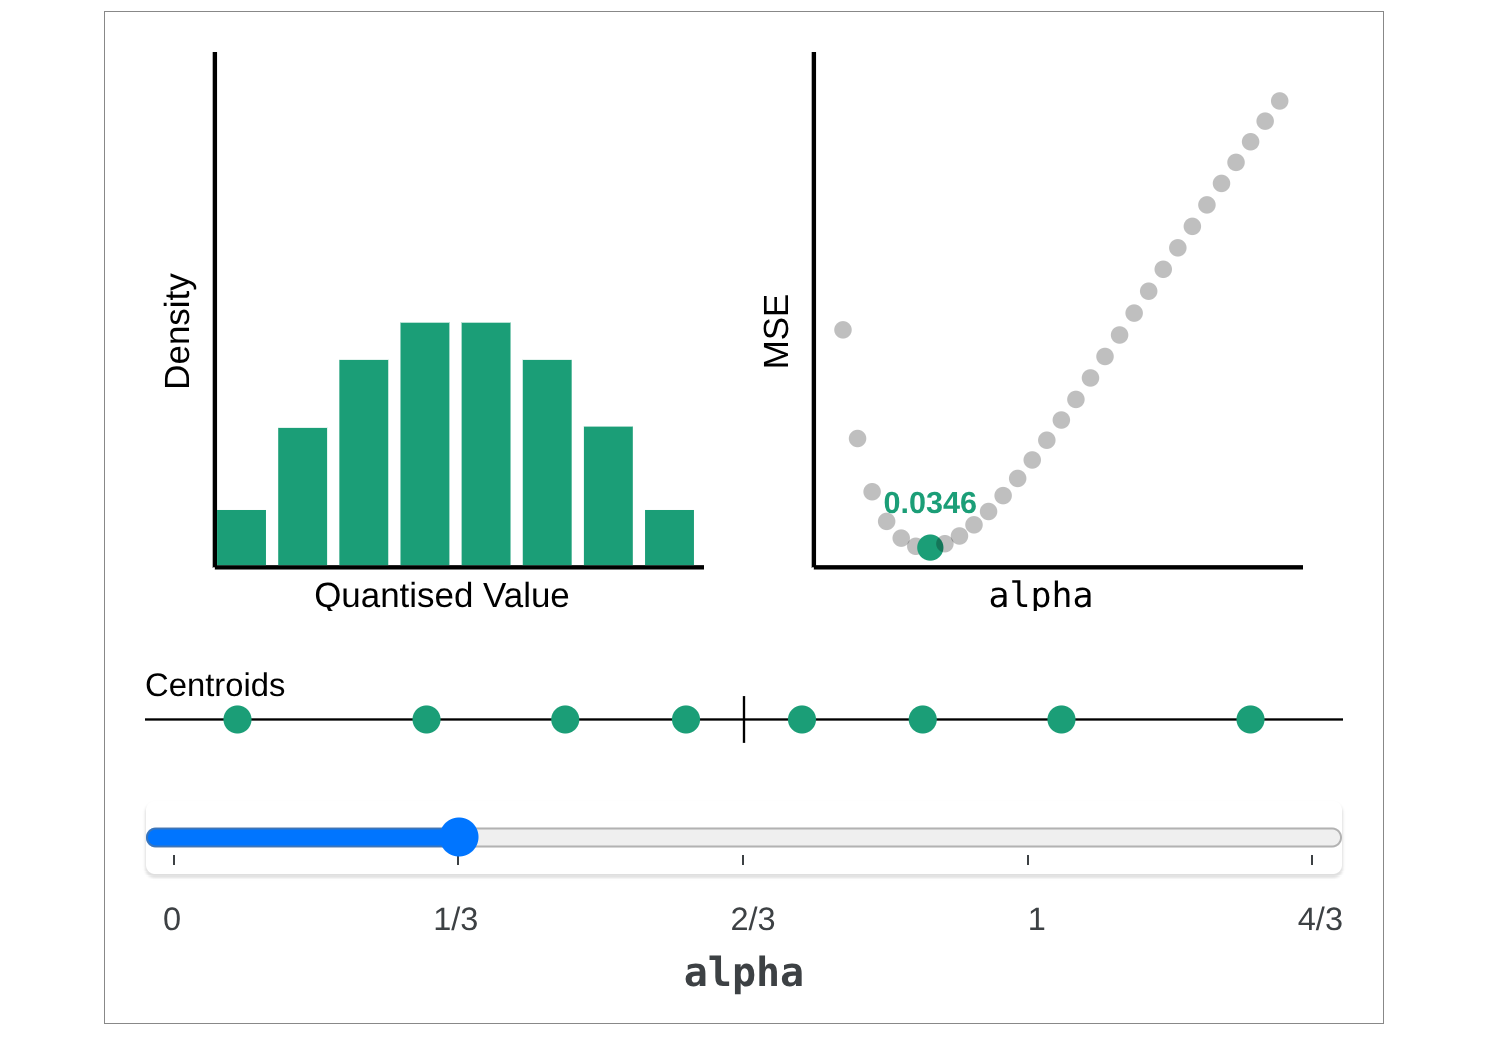 Density
Quantised Value
MSE
0.0346
alpha
Centroids
0 1/3 2/3 1 4/3
alpha